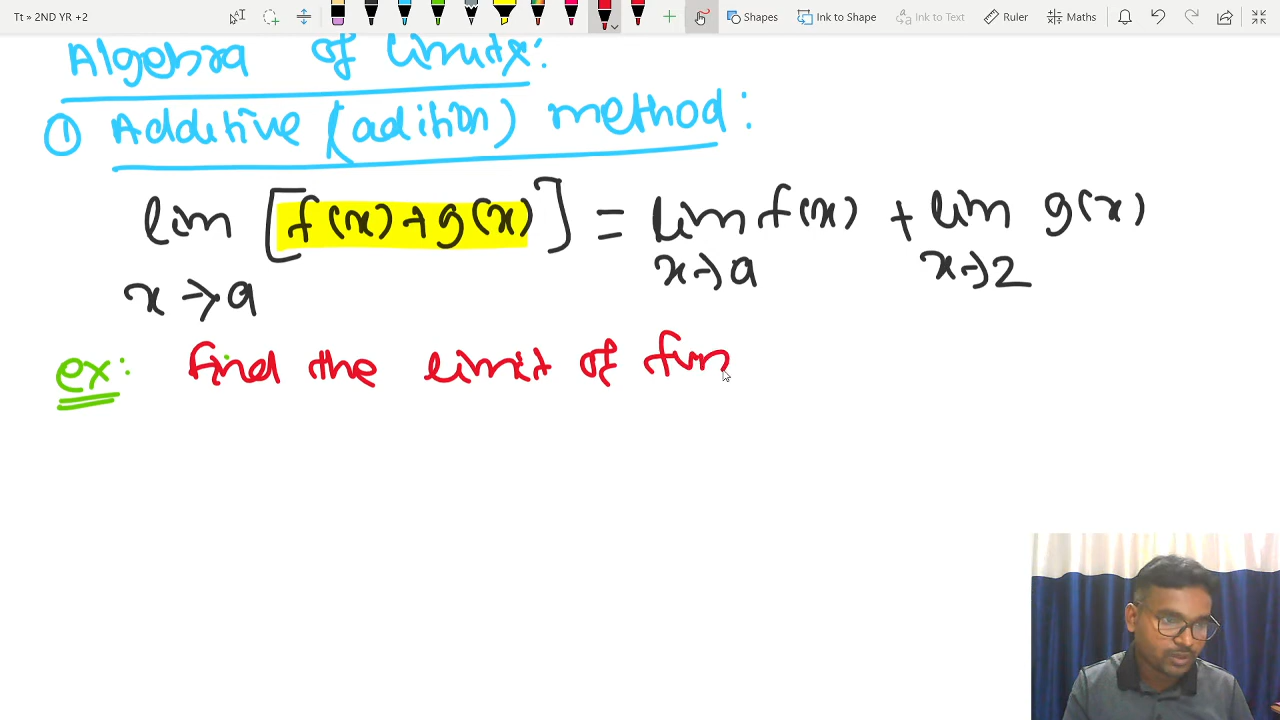 Tt » 2ND YR +2
Shapes Ink to Shape Ink to Text Ruler Maths
Algebra of limits:
① Additive (adition) method:
lim [f(x)+g(x)] = lim f(x) + lim g(x)
x→a x→a x→2
ex: find the limit of fun